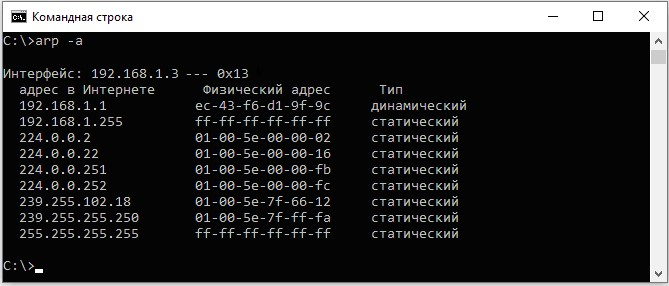 Командная строка
C:\>arp -a
Интерфейс: 192.168.1.3 --- 0x13
адрес в Интернете Физический адрес Тип
192.168.1.1 ec-43-f6-d1-9f-9c динамический
192.168.1.255 ff-ff-ff-ff-ff-ff статический
224.0.0.2 01-00-5e-00-00-02 статический
224.0.0.22 01-00-5e-00-00-16 статический
224.0.0.251 01-00-5e-00-00-fb статический
224.0.0.252 01-00-5e-00-00-fc статический
239.255.102.18 01-00-5e-7f-66-12 статический
239.255.255.250 01-00-5e-7f-ff-fa статический
255.255.255.255 ff-ff-ff-ff-ff-ff статический
C:\>